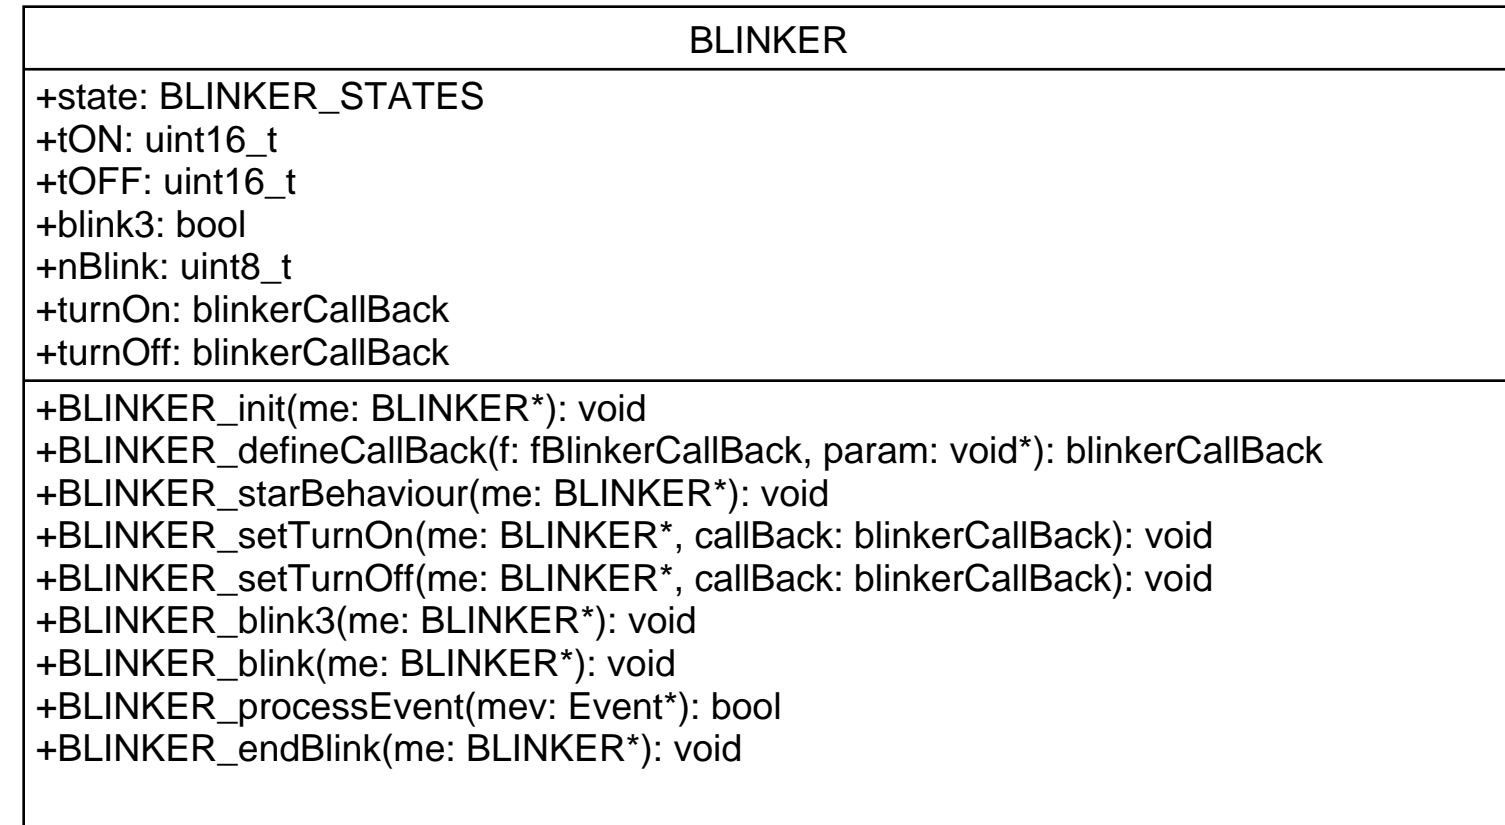 BLINKER
+state: BLINKER_STATES
+tON: uint16_t
+tOFF: uint16_t
+blink3: bool
+nBlink: uint8_t
+turnOn: blinkerCallBack
+turnOff: blinkerCallBack
+BLINKER_init(me: BLINKER*): void
+BLINKER_defineCallBack(f: fBlinkerCallBack, param: void*): blinkerCallBack
+BLINKER_starBehaviour(me: BLINKER*): void
+BLINKER_setTurnOn(me: BLINKER*, callBack: blinkerCallBack): void
+BLINKER_setTurnOff(me: BLINKER*, callBack: blinkerCallBack): void
+BLINKER_blink3(me: BLINKER*): void
+BLINKER_blink(me: BLINKER*): void
+BLINKER_processEvent(mev: Event*): bool
+BLINKER_endBlink(me: BLINKER*): void